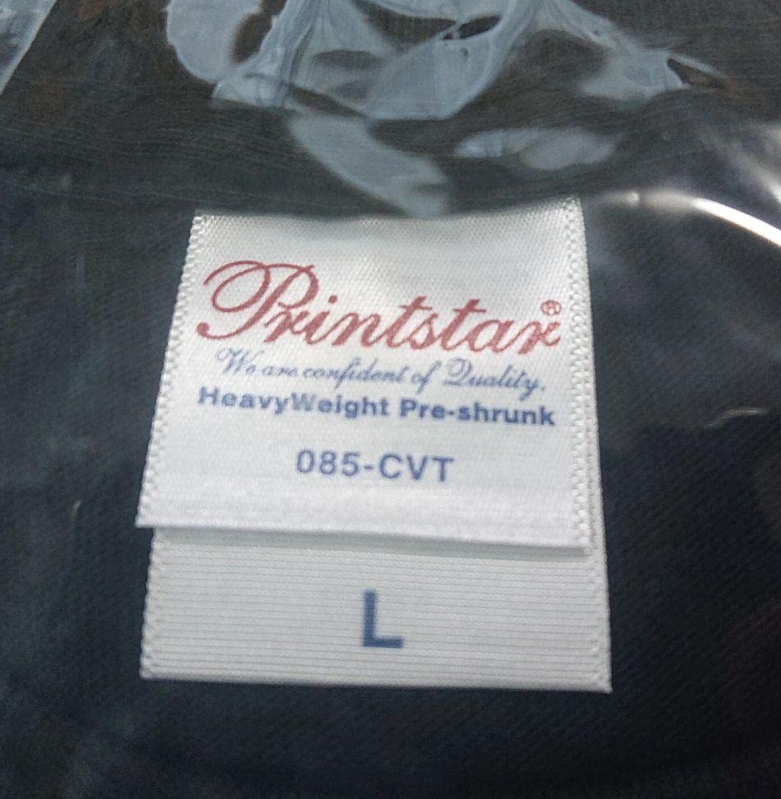 Printstar®
We are confident of Quality.
HeavyWeight Pre-shrunk
085-CVT
L